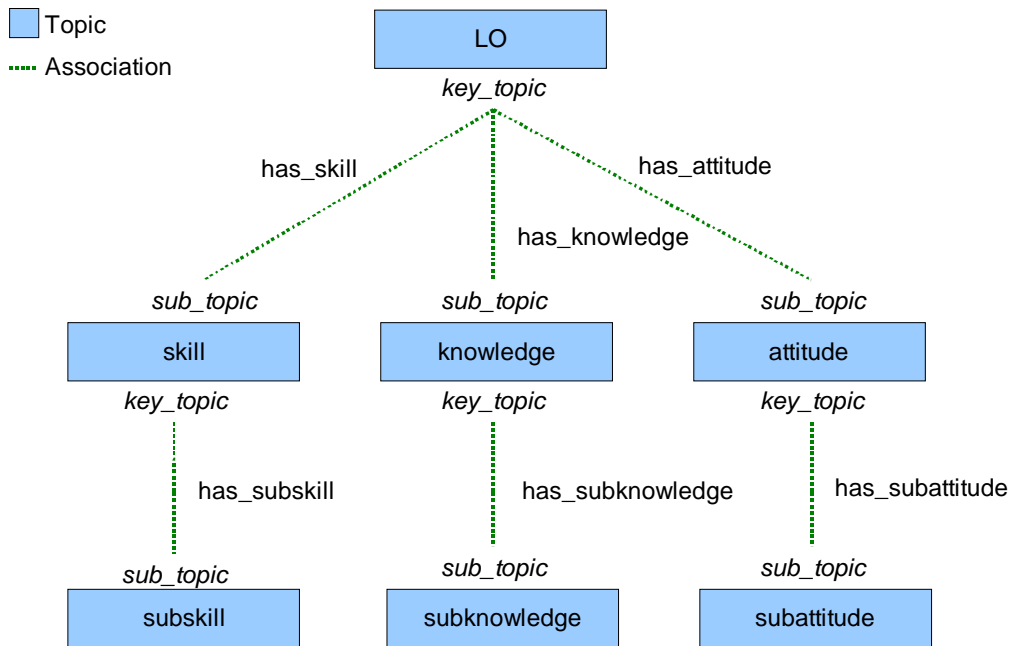 Topic
Association
LO
key_topic
has_skill
has_attitude
has_knowledge
sub_topic
sub_topic
sub_topic
skill
knowledge
attitude
key_topic
key_topic
key_topic
has_subskill
has_subknowledge
has_subattitude
sub_topic
sub_topic
sub_topic
subskill
subknowledge
subattitude